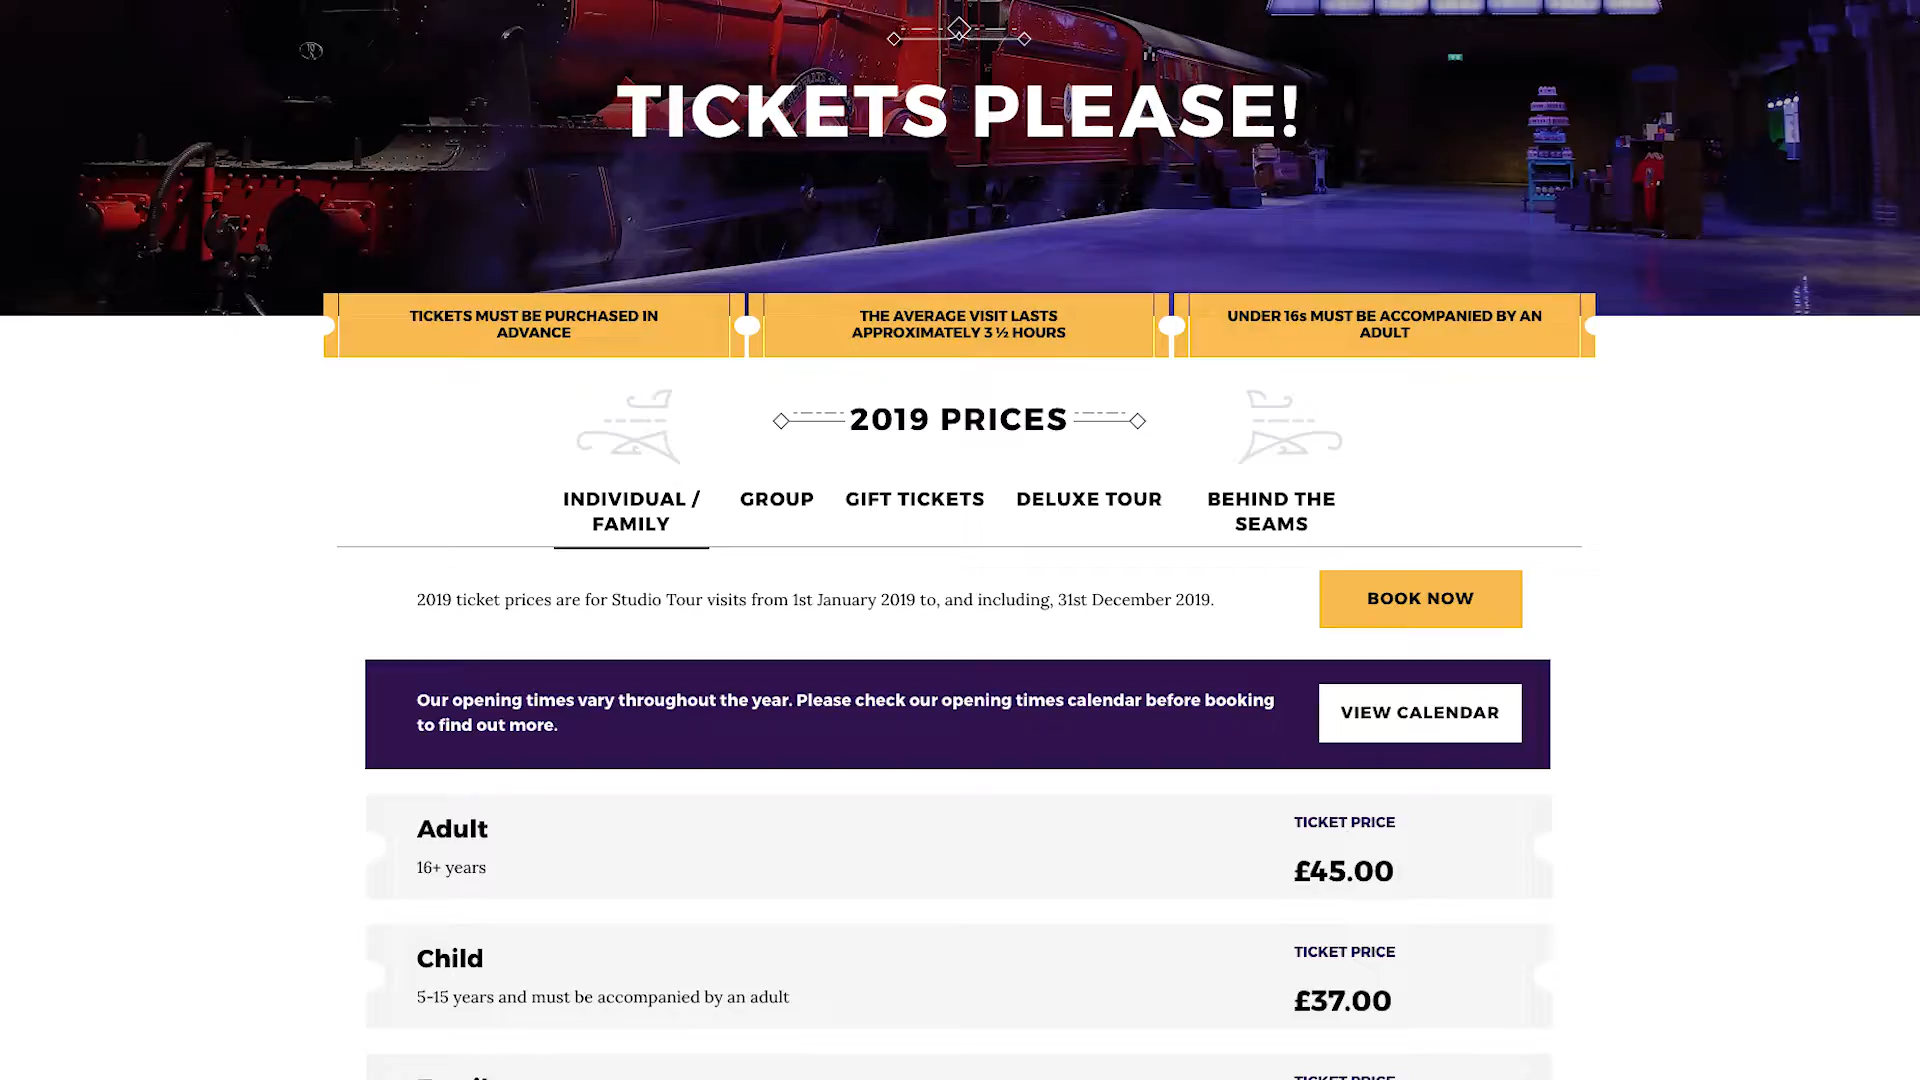 TICKETS PLEASE!
TICKETS MUST BE PURCHASED IN
ADVANCE
THE AVERAGE VISIT LASTS
APPROXIMATELY 3 ½ HOURS
UNDER 16s MUST BE ACCOMPANIED BY AN
ADULT
2019 PRICES
INDIVIDUAL /
FAMILY
GROUP
GIFT TICKETS
DELUXE TOUR
BEHIND THE
SEAMS
2019 ticket prices are for Studio Tour visits from 1st January 2019 to, and including, 31st December 2019.
BOOK NOW
Our opening times vary throughout the year. Please check our opening times calendar before booking
to find out more.
VIEW CALENDAR
Adult
16+ years
TICKET PRICE
£45.00
Child
5-15 years and must be accompanied by an adult
TICKET PRICE
£37.00
TICKET PRICE